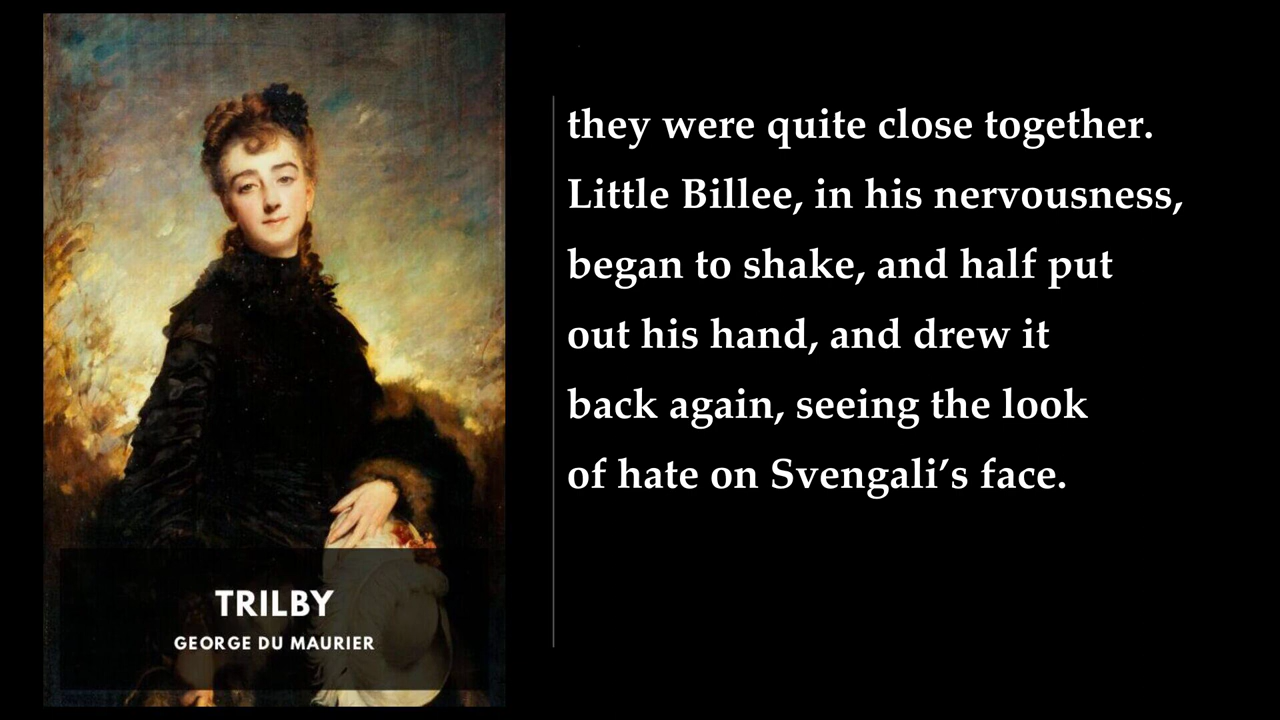 they were quite close together.
Little Billee, in his nervousness,
began to shake, and half put
out his hand, and drew it
back again, seeing the look
of hate on Svengali’s face.
TRILBY
GEORGE DU MAURIER